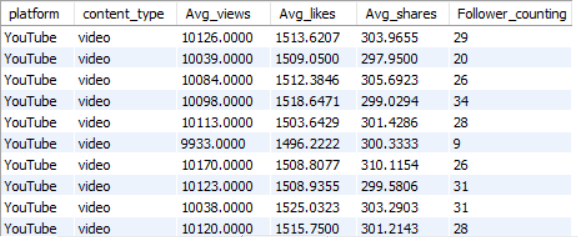 platform content_type Avg_views Avg_likes Avg_shares Follower_counting
YouTube video 10126.0000 1513.6207 303.9655 29
YouTube video 10039.0000 1509.0500 297.9500 20
YouTube video 10084.0000 1512.3846 305.6923 26
YouTube video 10098.0000 1518.6471 299.0294 34
YouTube video 10113.0000 1503.6429 301.4286 28
YouTube video 9933.0000 1496.2222 300.3333 9
YouTube video 10170.0000 1508.8077 310.1154 26
YouTube video 10123.0000 1508.9355 299.5806 31
YouTube video 10038.0000 1525.0323 303.2903 31
YouTube video 10120.0000 1515.7500 301.2143 28